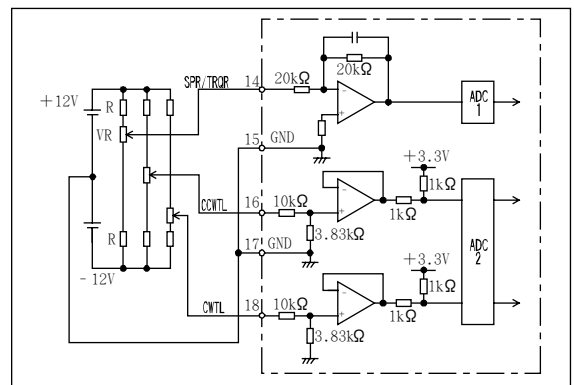 20kΩ
SPR/TRQR 14 20kΩ
ADC
1
+12V
R
VR
15 GND
+3.3V
1kΩ
CCWTL 16 10kΩ
1kΩ
3.83kΩ
17 GND
R
ADC
2
+3.3V
1kΩ
-12V
CWTL 18 10kΩ
1kΩ
3.83kΩ